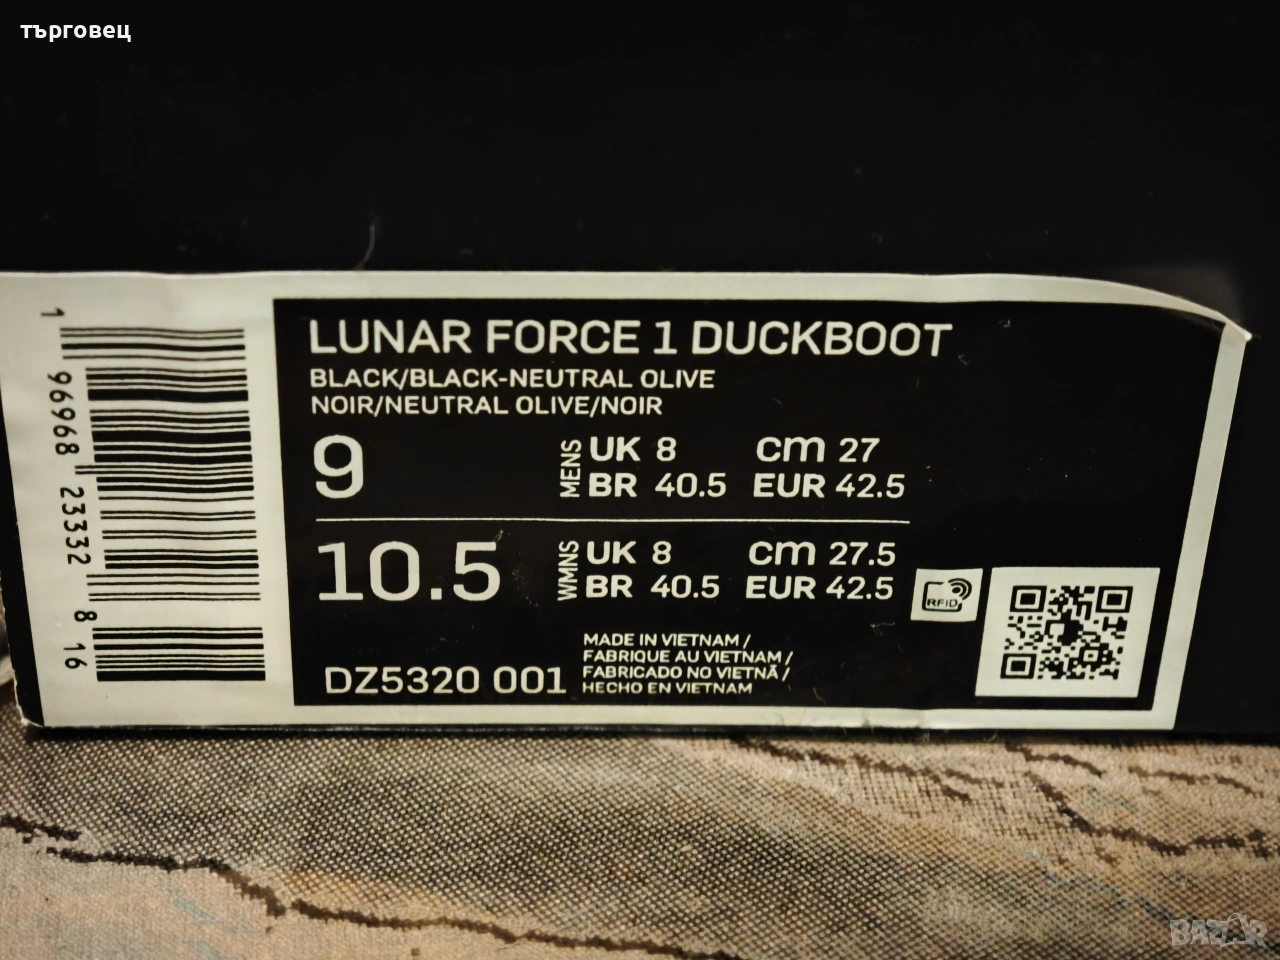 търговец
LUNAR FORCE 1 DUCKBOOT
BLACK/BLACK-NEUTRAL OLIVE
NOIR/NEUTRAL OLIVE/NOIR
9 MENS UK 8 cm 27
BR 40.5 EUR 42.5
10.5 WMNS UK 8 cm 27.5
BR 40.5 EUR 42.5
RFID
MADE IN VIETNAM /
FABRIQUE AU VIETNAM /
FABRICADO NO VIETNÃ /
HECHO EN VIETNAM
DZ5320 001
1 96968 23332 8 16
BAZAR